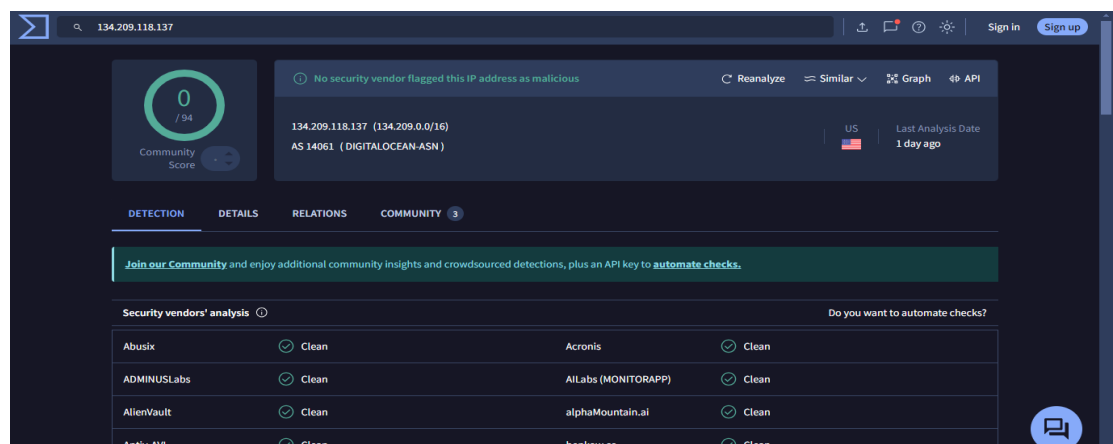 134.209.118.137
Sign in
Sign up
0
/ 94
Community
Score
No security vendor flagged this IP address as malicious
Reanalyze
Similar
Graph
API
134.209.118.137 (134.209.0.0/16)
AS 14061 ( DIGITALOCEAN-ASN )
US
Last Analysis Date
1 day ago
DETECTION
DETAILS
RELATIONS
COMMUNITY 3
Join our Community and enjoy additional community insights and crowdsourced detections, plus an API key to automate checks.
Security vendors' analysis
Do you want to automate checks?
Abusix Clean Acronis Clean
ADMINUSLabs Clean AILabs (MONITORAPP) Clean
AlienVault Clean alphaMountain.ai Clean